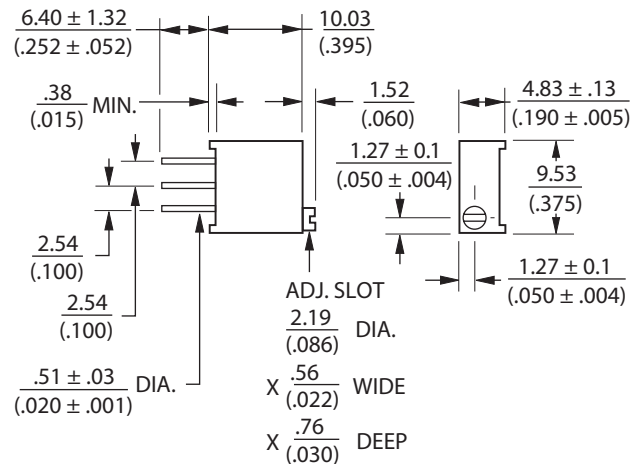 6.40 ± 1.32
(.252 ± .052)
10.03
(.395)
.38
(.015)
MIN.
1.52
(.060)
4.83 ± .13
(.190 ± .005)
1.27 ± 0.1
(.050 ± .004)
9.53
(.375)
2.54
(.100)
2.54
(.100)
1.27 ± 0.1
(.050 ± .004)
ADJ. SLOT
2.19
(.086)
DIA.
.51 ± .03
(.020 ± .001)
DIA.
X .56
(.022)
WIDE
X .76
(.030)
DEEP